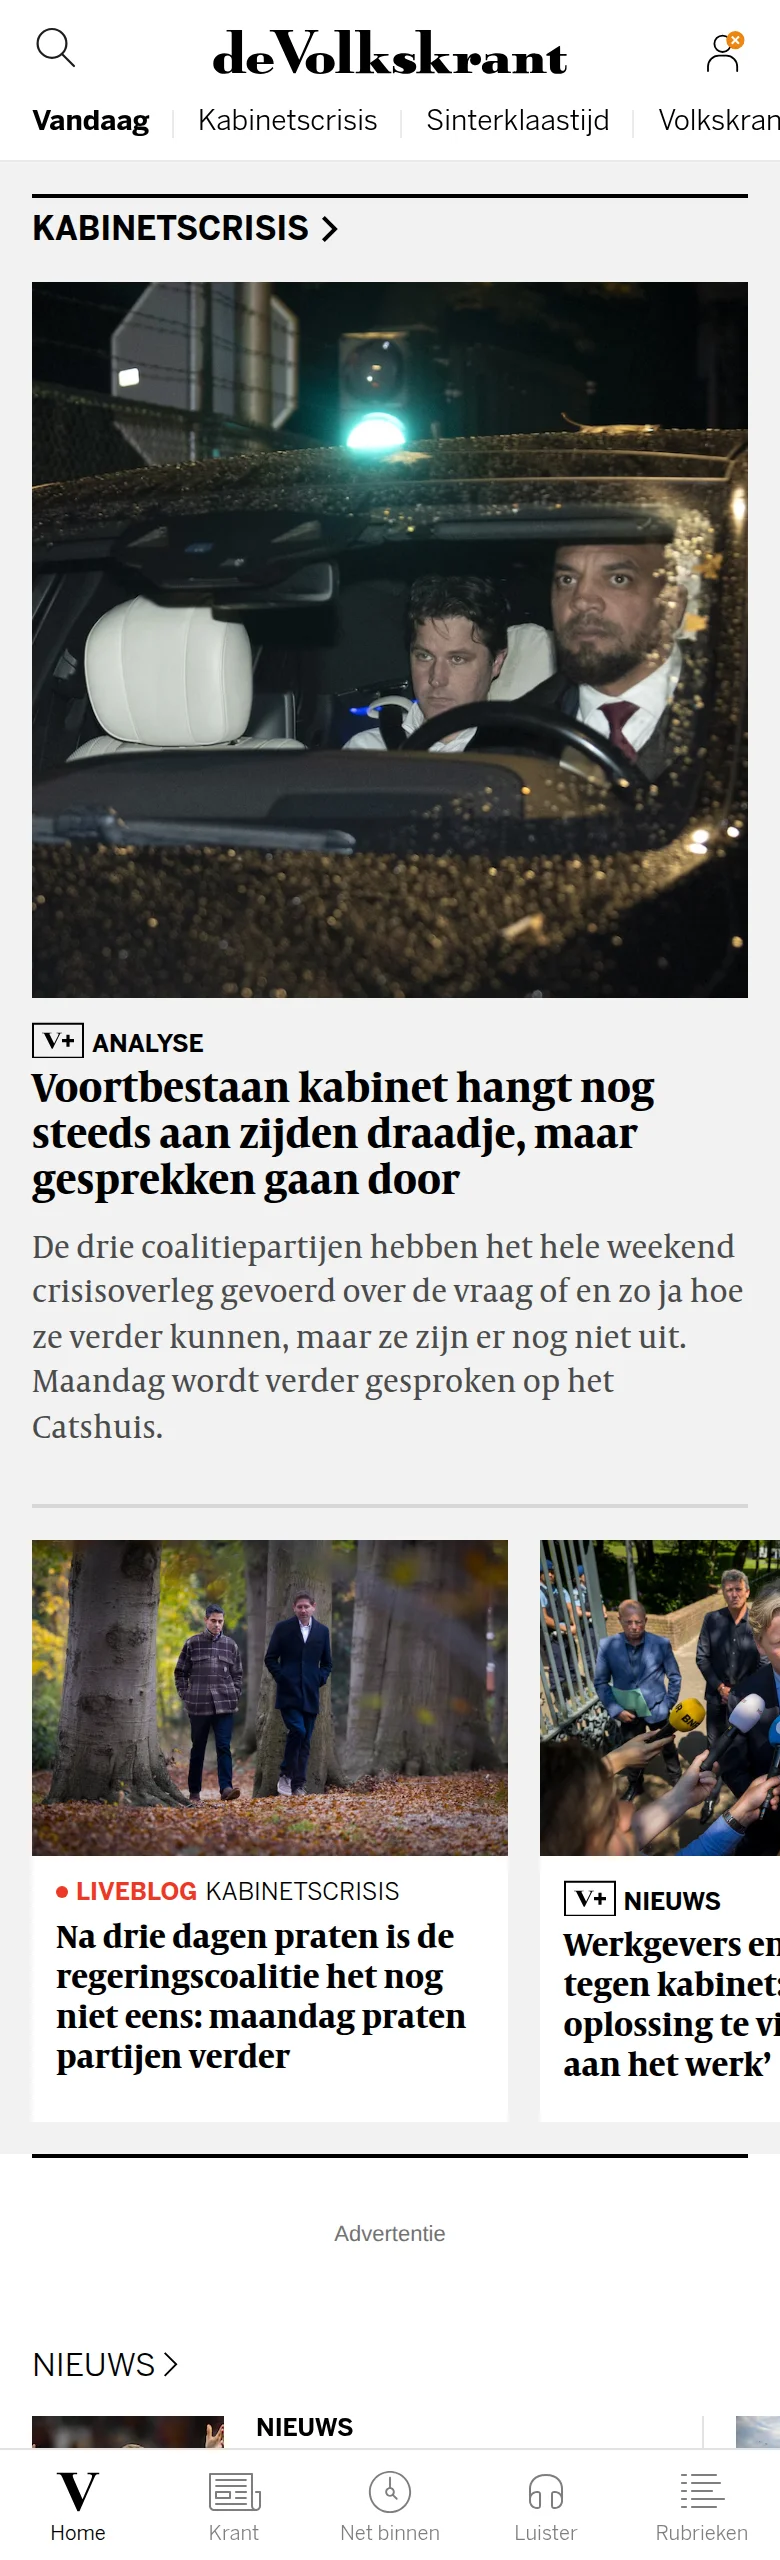 deVolkskrant
Vandaag
Kabinetscrisis
Sinterklaastijd
Volkskran
KABINETSCRISIS
V+ ANALYSE
Voortbestaan kabinet hangt nog
steeds aan zijden draadje, maar
gesprekken gaan door
De drie coalitiepartijen hebben het hele weekend
crisisoverleg gevoerd over de vraag of en zo ja hoe
ze verder kunnen, maar ze zijn er nog niet uit.
Maandag wordt verder gesproken op het
Catshuis.
LIVEBLOG KABINETSCRISIS
Na drie dagen praten is de
regeringscoalitie het nog
niet eens: maandag praten
partijen verder
BNR
V+ NIEUWS
Werkgevers en
tegen kabinet:
oplossing te vi
aan het werk’
Advertentie
NIEUWS
NIEUWS
V
Home
Krant
Net binnen
Luister
Rubrieken